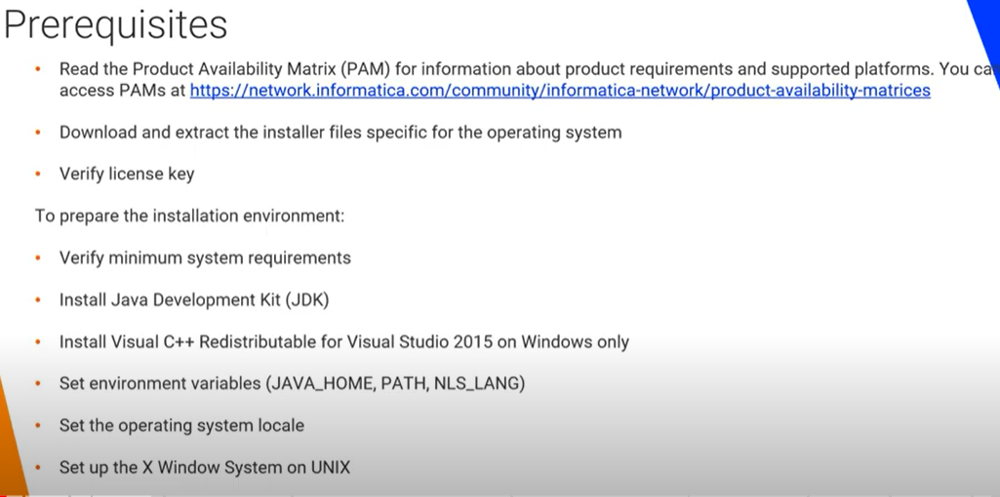 Prerequisites
• Read the Product Availability Matrix (PAM) for information about product requirements and supported platforms. You
access PAMs at https://network.informatica.com/community/informatica-network/product-availability-matrices
• Download and extract the installer files specific for the operating system
• Verify license key
To prepare the installation environment:
• Verify minimum system requirements
• Install Java Development Kit (JDK)
• Install Visual C++ Redistributable for Visual Studio 2015 on Windows only
• Set environment variables (JAVA_HOME, PATH, NLS_LANG)
• Set the operating system locale
• Set up the X Window System on UNIX